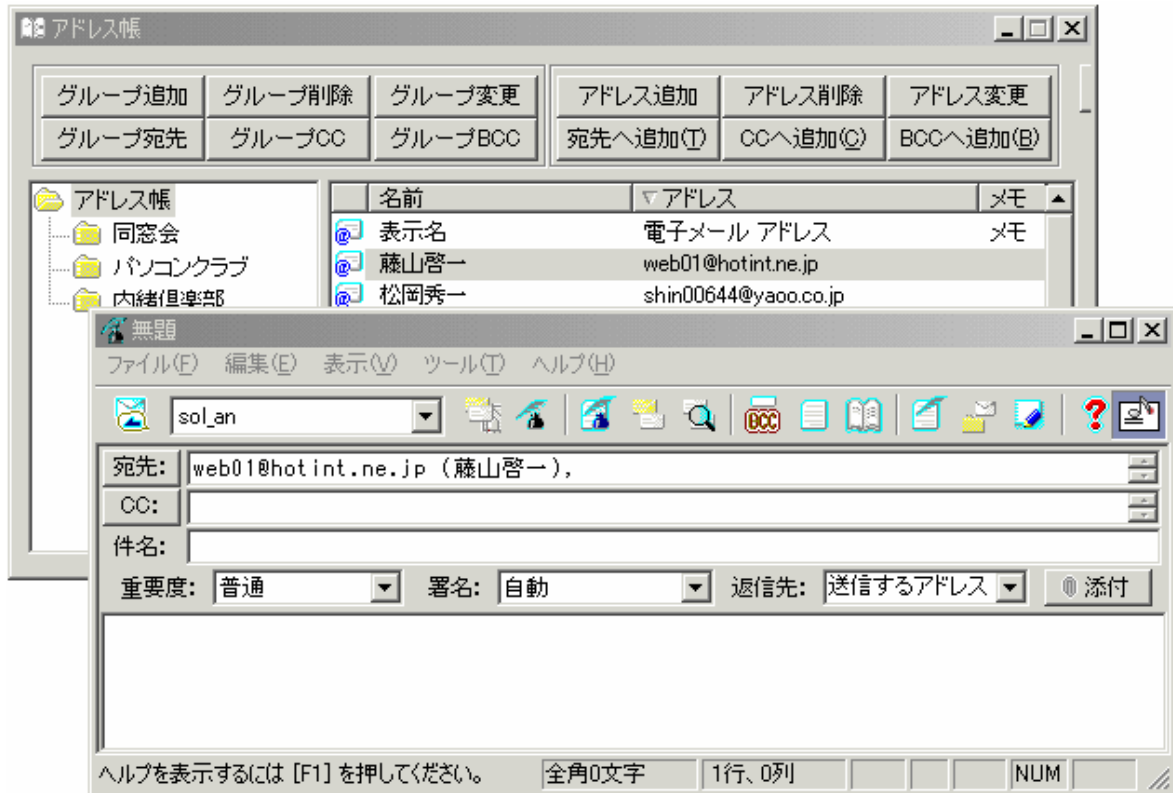 アドレス帳
グループ追加 グループ削除 グループ変更 アドレス追加 アドレス削除 アドレス変更
グループ宛先 グループCC グループBCC 宛先へ追加(T) CCへ追加(C) BCCへ追加(B)
アドレス帳 名前 アドレス メモ
同窓会 表示名 電子メール アドレス メモ
パソコンクラブ 藤山啓一 web01@hotint.ne.jp
内緒倶楽部 松岡秀一 shin00644@yaoo.co.jp
無題
ファイル(F) 編集(E) 表示(V) ツール(T) ヘルプ(H)
sol_an BCC
宛先: web01@hotint.ne.jp (藤山啓一),
CC:
件名:
重要度: 普通 署名: 自動 返信先: 送信するアドレス 添付
ヘルプを表示するには [F1] を押してください。 全角0文字 1行、0列 NUM